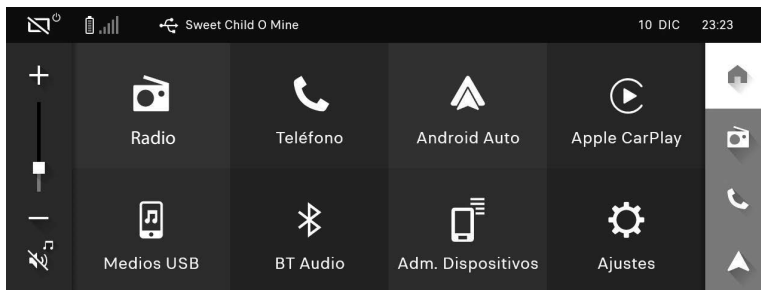 Sweet Child O Mine
10 DIC 23:23
Radio
Teléfono
Android Auto
Apple CarPlay
Medios USB
BT Audio
Adm. Dispositivos
Ajustes